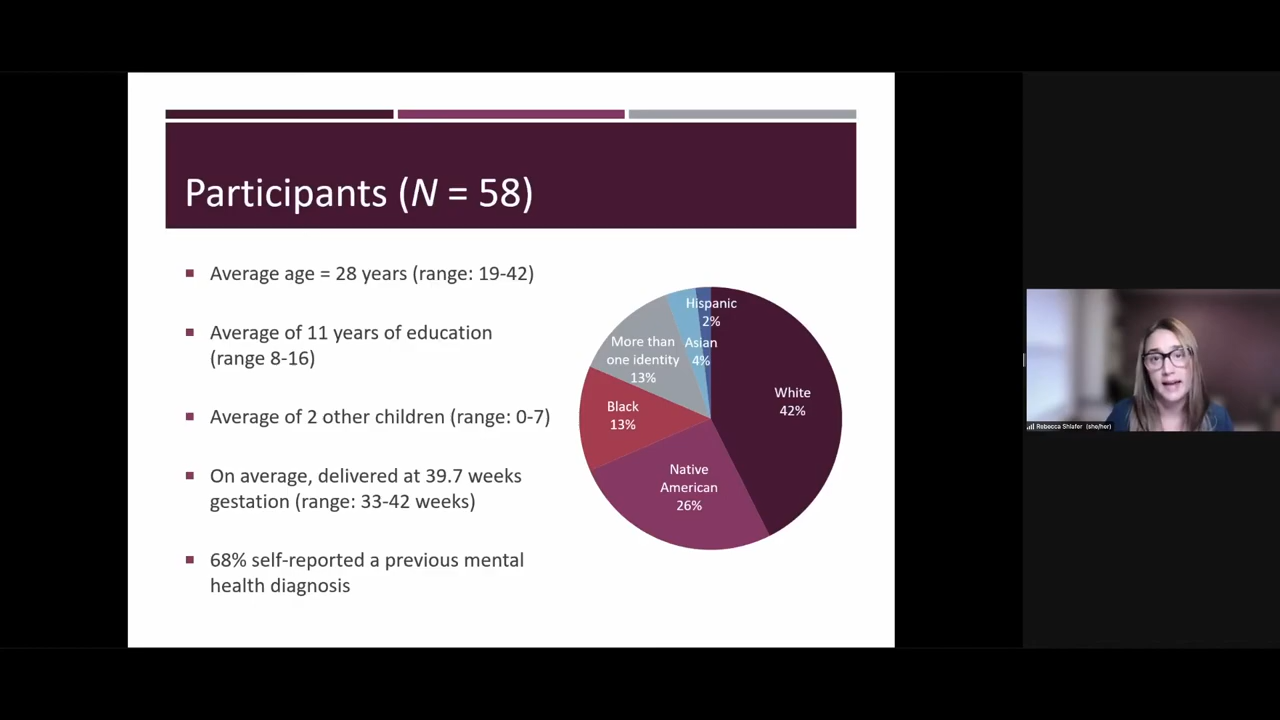 Participants (N = 58)
Average age = 28 years (range: 19-42)
Average of 11 years of education
(range 8-16)
Average of 2 other children (range: 0-7)
On average, delivered at 39.7 weeks
gestation (range: 33-42 weeks)
68% self-reported a previous mental
health diagnosis
Hispanic
2%
Asian
4%
More than
one identity
13%
White
42%
Black
13%
Native
American
26%
Rebecca Shlafer (she/her)